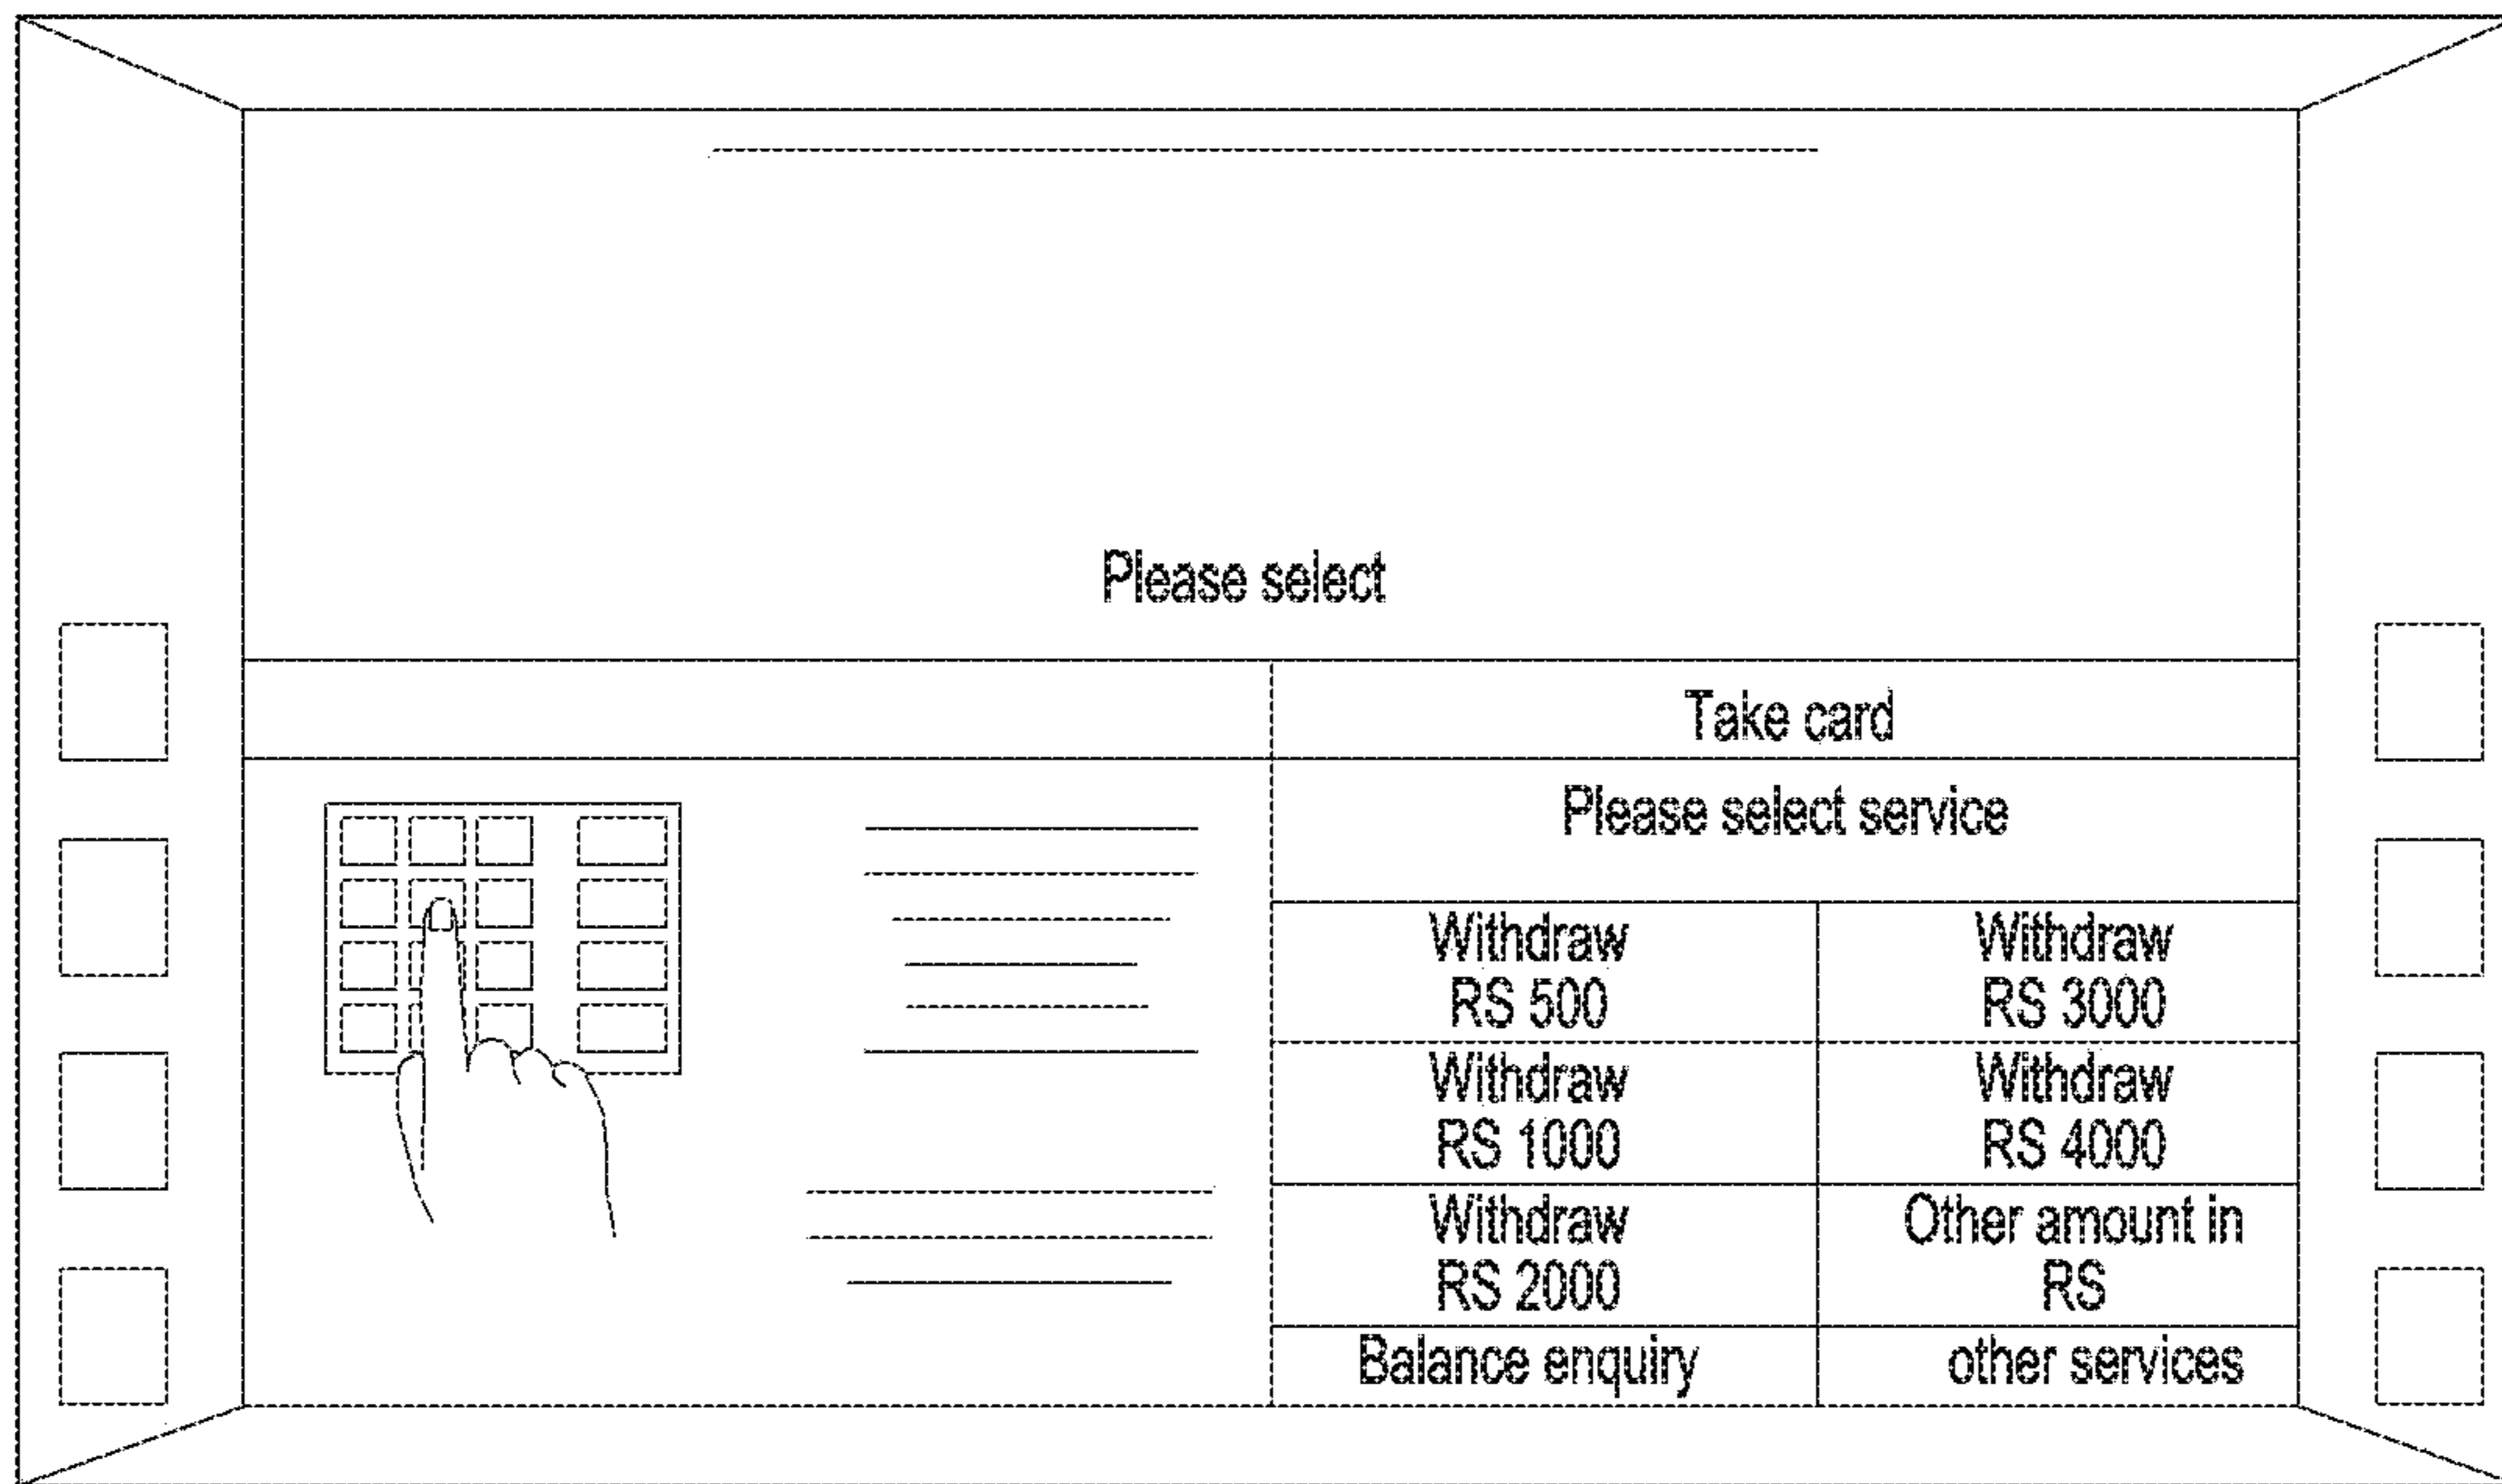 Please select
Take card
Please select service
Withdraw
RS 500
Withdraw
RS 3000
Withdraw
RS 1000
Withdraw
RS 4000
Withdraw
RS 2000
Other amount in
RS
Balance enquiry
other services